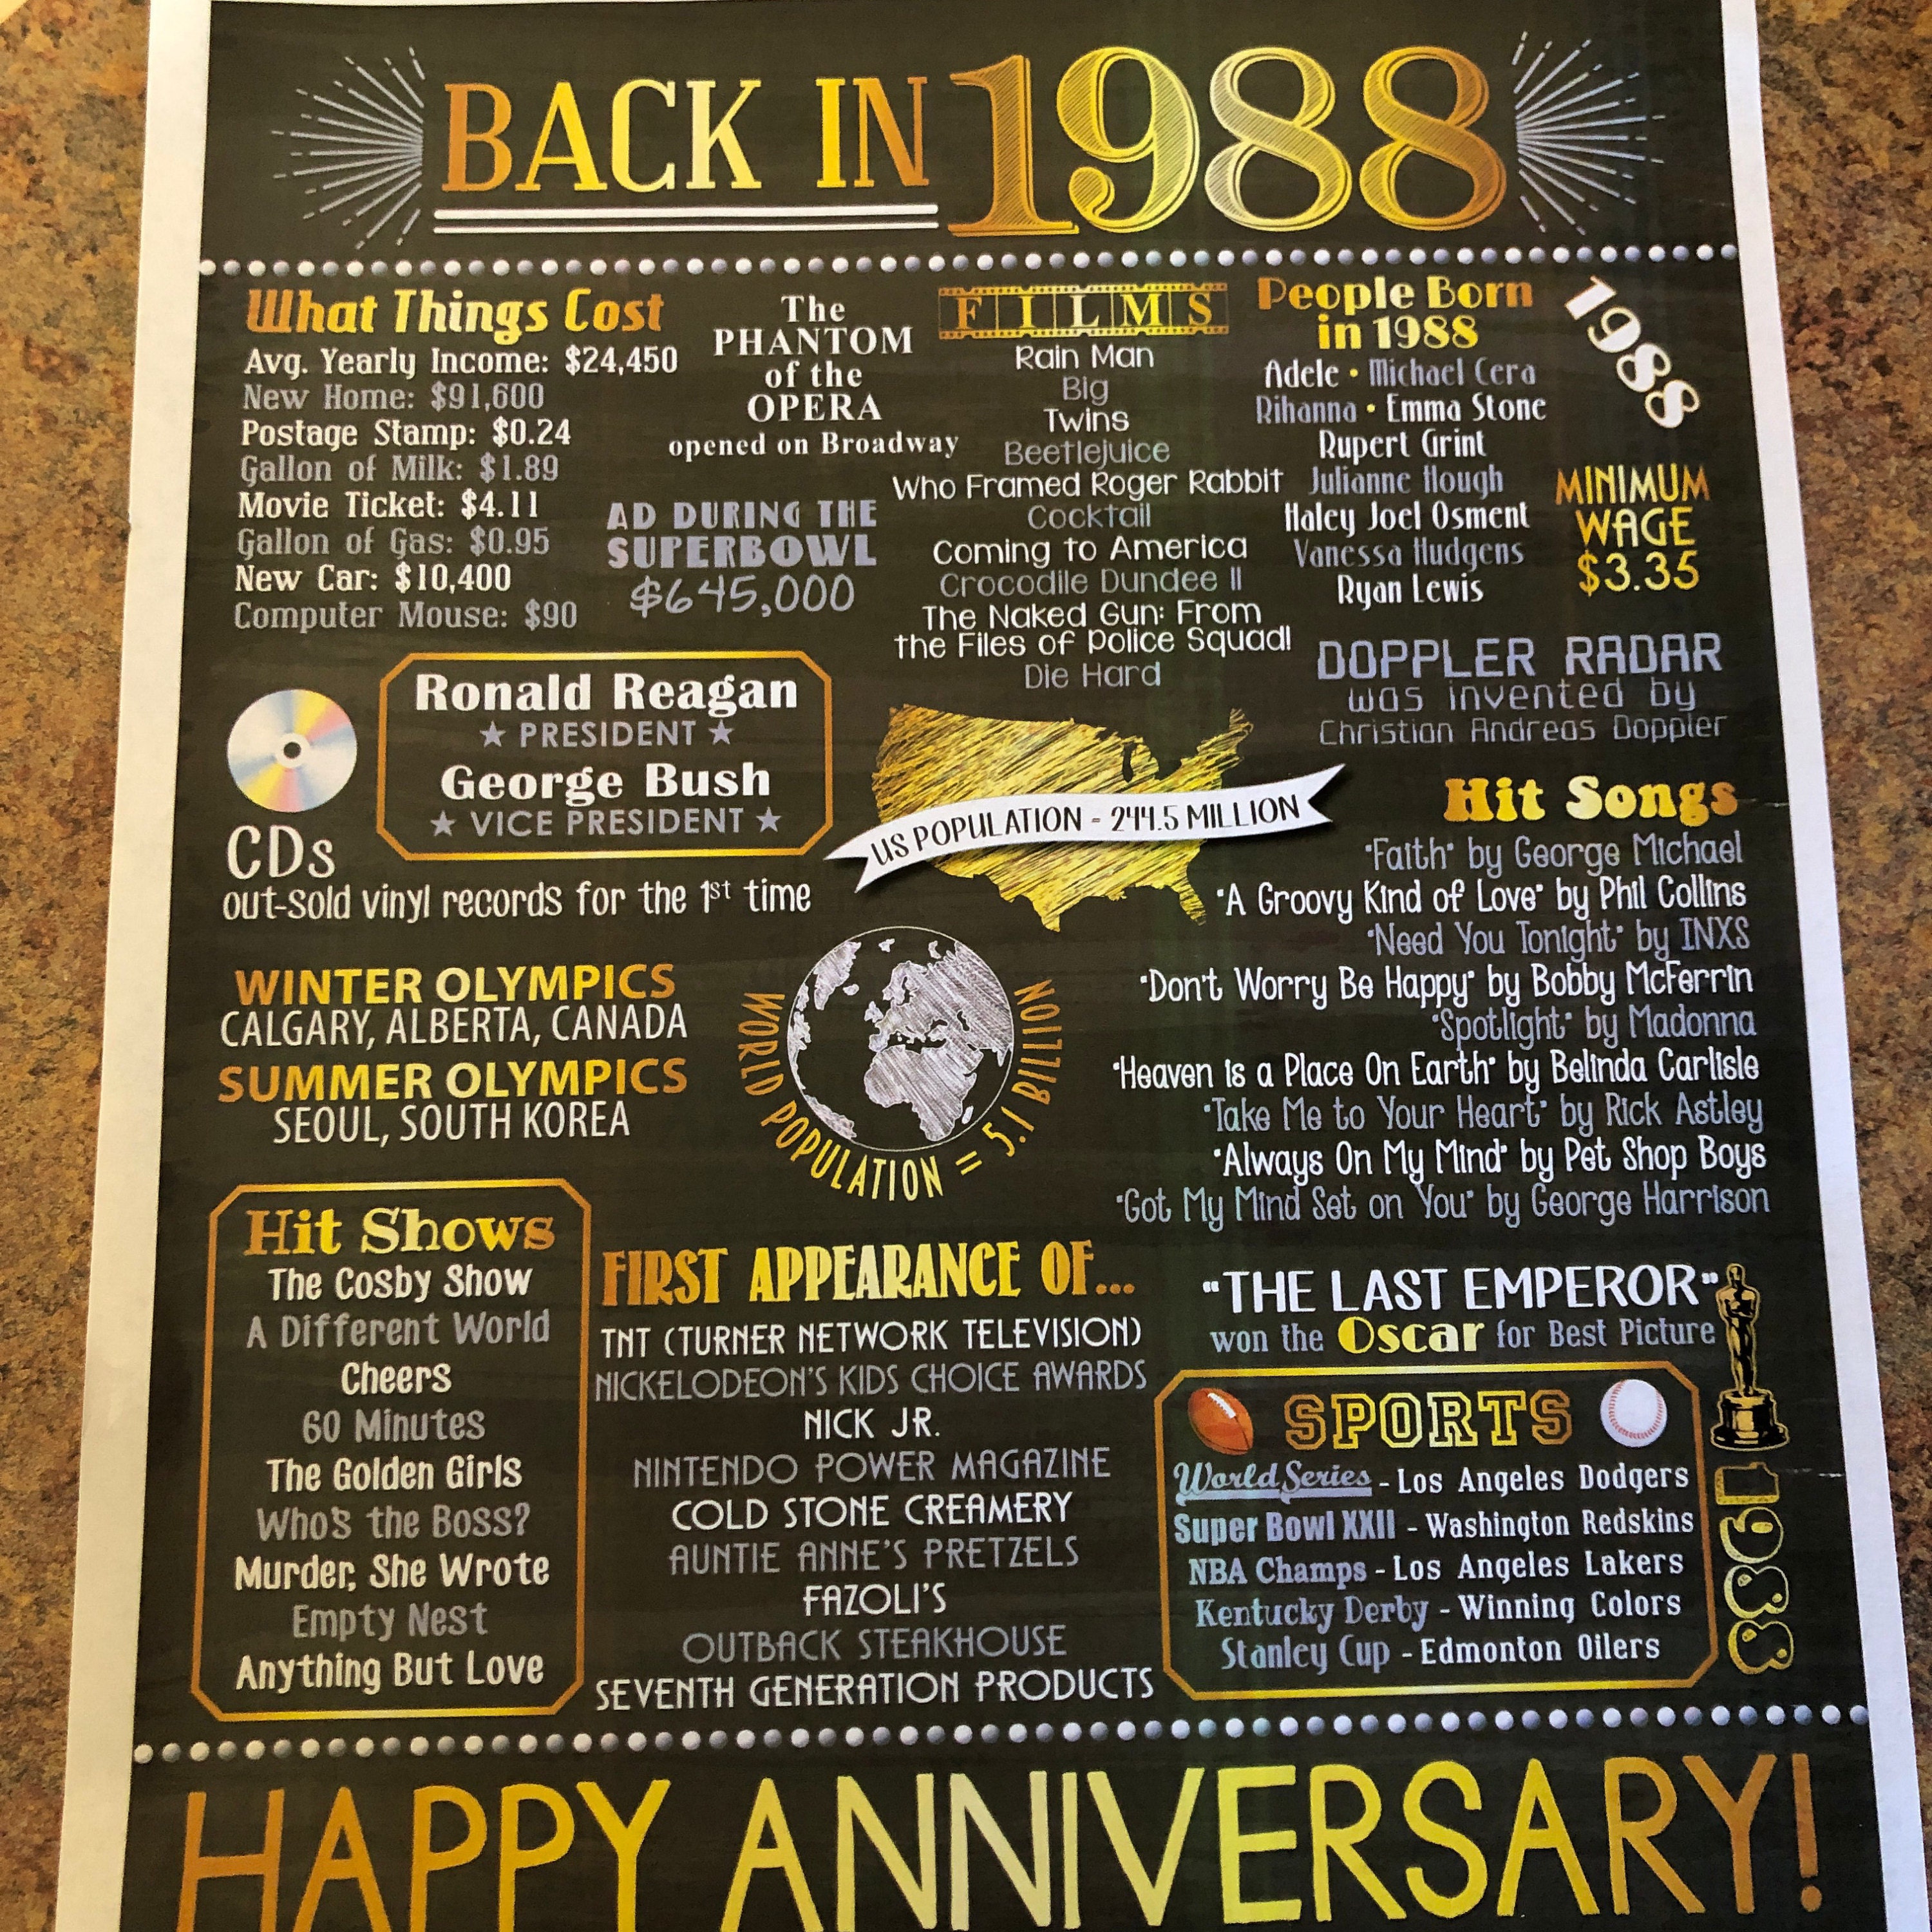 BACK IN 1988
What Things Cost
Avg. Yearly Income: $24,450
New Home: $91,600
Postage Stamp: $0.24
Gallon of Milk: $1.89
Movie Ticket: $4.11
Gallon of Gas: $0.95
New Car: $10,400
Computer Mouse: $90
The
PHANTOM
of the
OPERA
opened on Broadway
AD DURING THE
SUPERBOWL
$645,000
FILMS
Rain Man
Big
Twins
Beetlejuice
Who Framed Roger Rabbit
Cocktail
Coming to America
Crocodile Dundee II
The Naked Gun: From
the Files of Police Squad!
Die Hard
People Born
in 1988
Adele • Michael Cera
Rihanna • Emma Stone
Rupert Grint
Julianne Hough
Haley Joel Osment
Vanessa Hudgens
Ryan Lewis
1988
MINIMUM
WAGE
$3.35
DOPPLER RADAR
was invented by
Christian Andreas Doppler
Ronald Reagan
★ PRESIDENT ★
George Bush
★ VICE PRESIDENT ★
CDs
out-sold vinyl records for the 1st time
US POPULATION - 244.5 MILLION
Hit Songs
"Faith" by George Michael
"A Groovy Kind of Love" by Phil Collins
"Need You Tonight" by INXS
"Don't Worry Be Happy" by Bobby McFerrin
"Spotlight" by Madonna
"Heaven is a Place On Earth" by Belinda Carlisle
"Take Me to Your Heart" by Rick Astley
"Always On My Mind" by Pet Shop Boys
"Got My Mind Set on You" by George Harrison
WINTER OLYMPICS
CALGARY, ALBERTA, CANADA
SUMMER OLYMPICS
SEOUL, SOUTH KOREA
WORLD POPULATION = 5.1 BILLION
Hit Shows
The Cosby Show
A Different World
Cheers
60 Minutes
The Golden Girls
Who's the Boss?
Murder, She Wrote
Empty Nest
Anything But Love
FIRST APPEARANCE OF...
TNT (TURNER NETWORK TELEVISION)
NICKELODEON'S KIDS CHOICE AWARDS
NICK JR.
NINTENDO POWER MAGAZINE
COLD STONE CREAMERY
AUNTIE ANNE'S PRETZELS
FAZOLI'S
OUTBACK STEAKHOUSE
SEVENTH GENERATION PRODUCTS
"THE LAST EMPEROR"
won the Oscar for Best Picture
SPORTS
World Series - Los Angeles Dodgers
Super Bowl XXII - Washington Redskins
NBA Champs - Los Angeles Lakers
Kentucky Derby - Winning Colors
Stanley Cup - Edmonton Oilers
1988
HAPPY ANNIVERSARY!